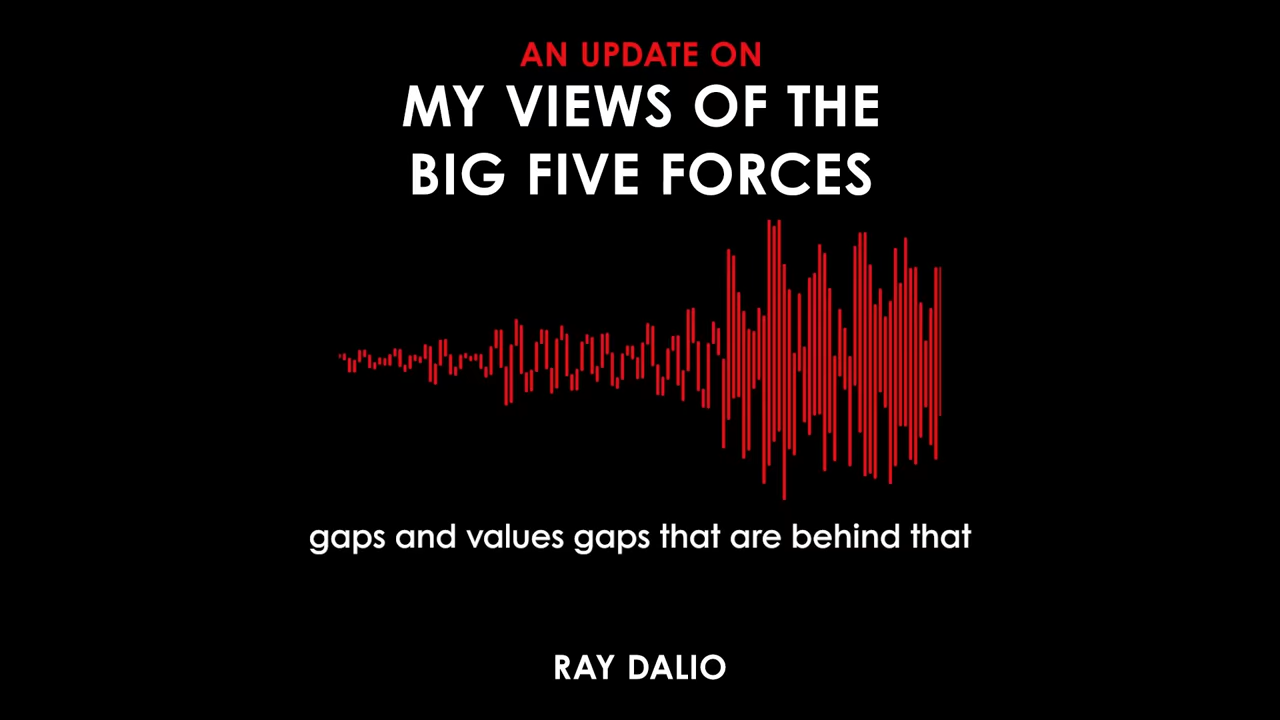 AN UPDATE ON
MY VIEWS OF THE
BIG FIVE FORCES
gaps and values gaps that are behind that
RAY DALIO